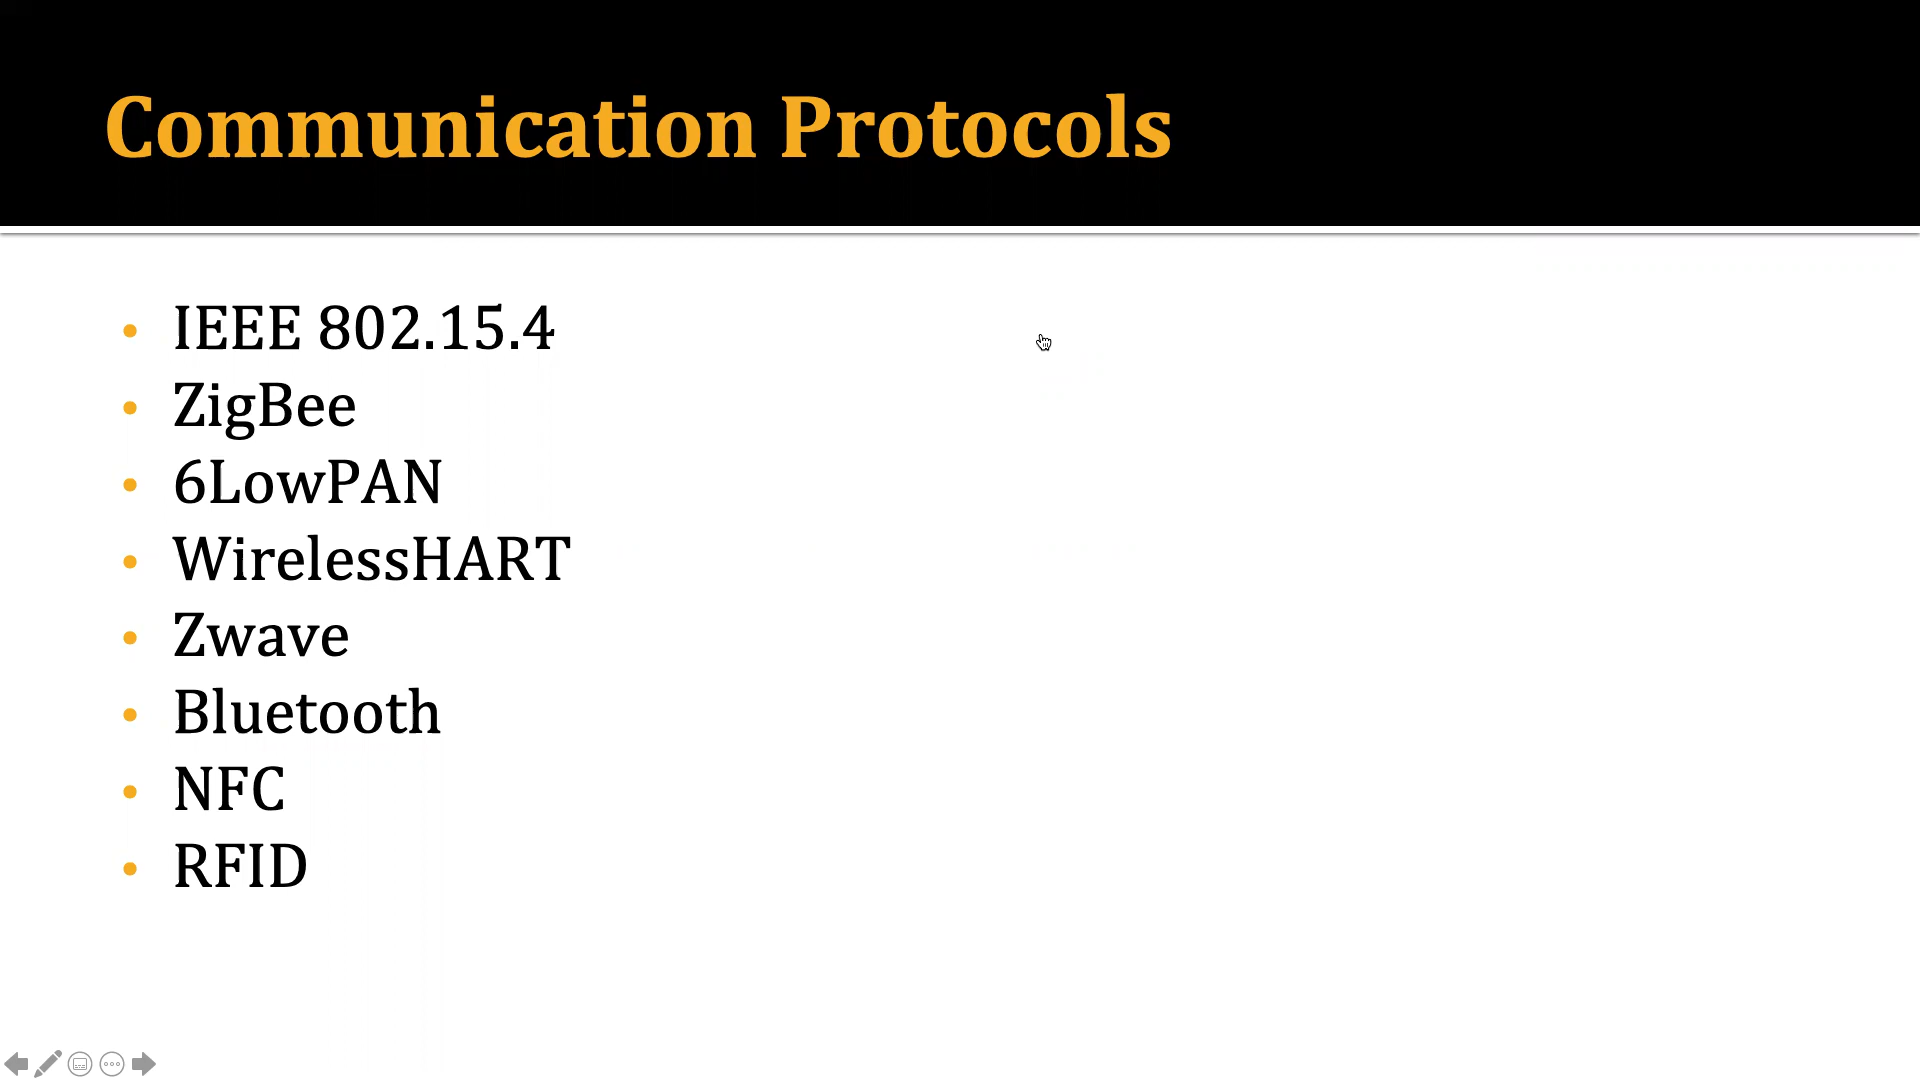 Communication Protocols
• IEEE 802.15.4
• ZigBee
• 6LowPAN
• WirelessHART
• Zwave
• Bluetooth
• NFC
• RFID